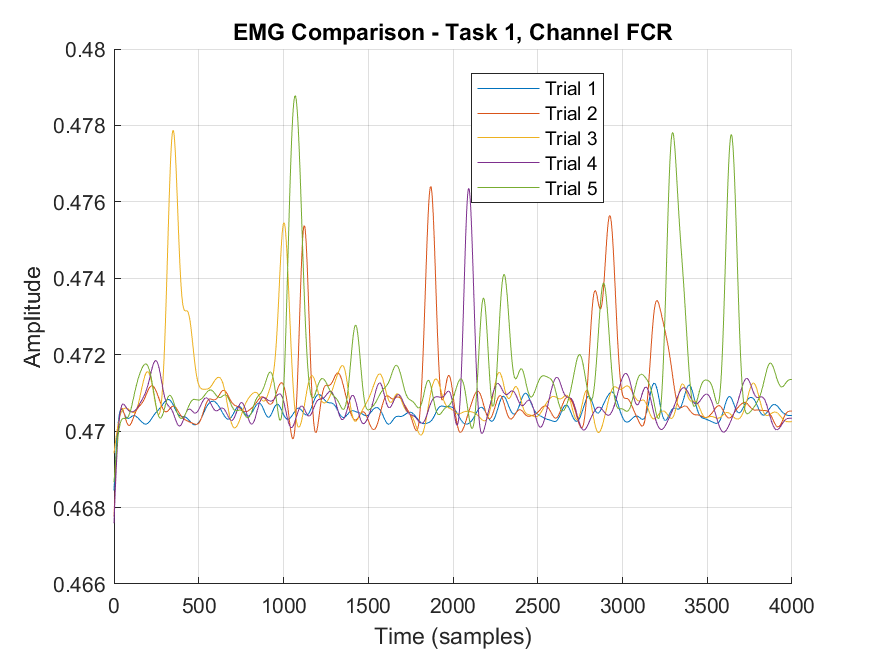 EMG Comparison - Task 1, Channel FCR
0.48
0.478
0.476
0.474
0.472
0.47
0.468
0.466
Amplitude
Trial 1
Trial 2
Trial 3
Trial 4
Trial 5
0 500 1000 1500 2000 2500 3000 3500 4000
Time (samples)